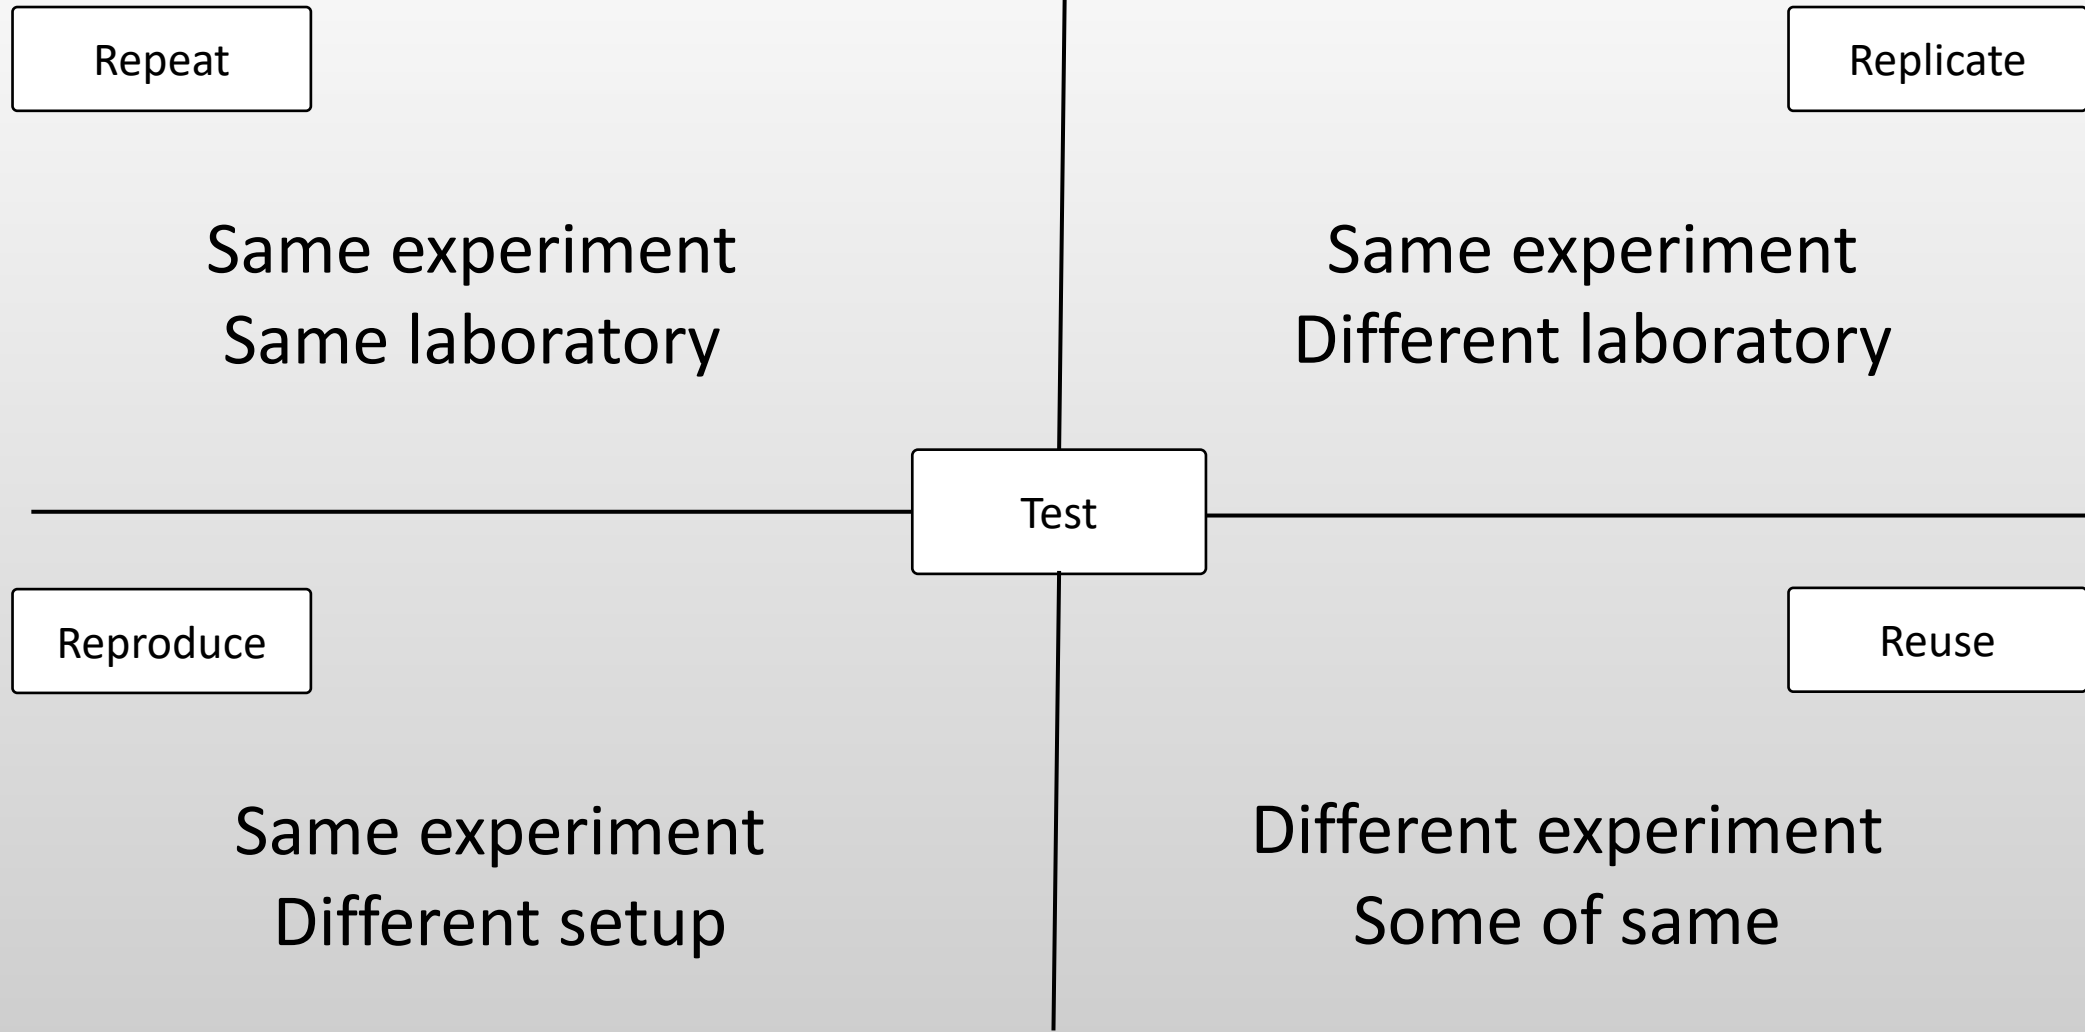 Repeat
Same experiment
Same laboratory
Replicate
Same experiment
Different laboratory
Test
Reproduce
Same experiment
Different setup
Reuse
Different experiment
Some of same